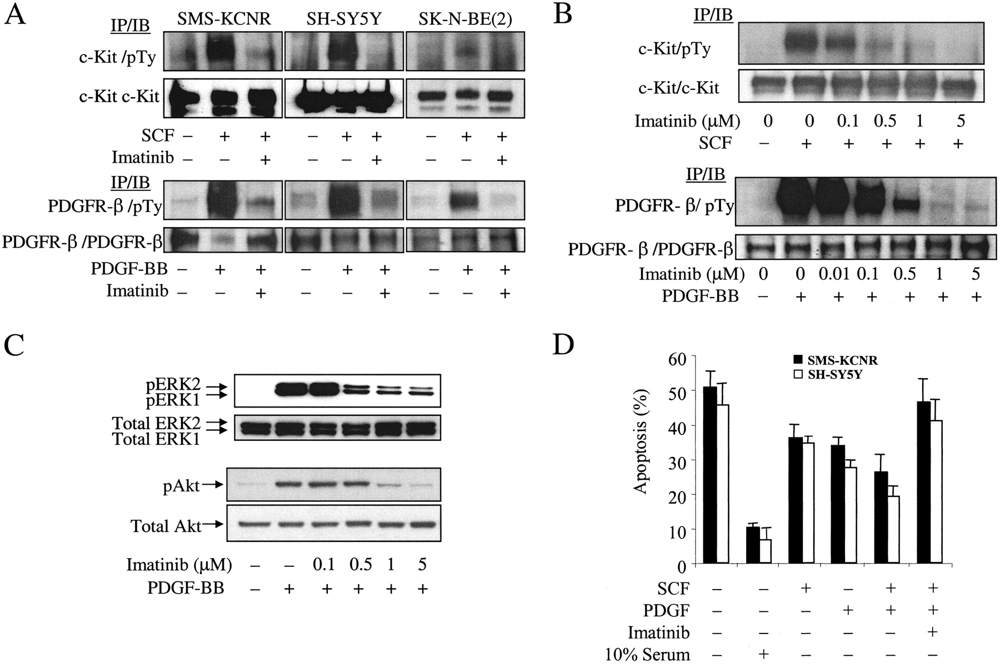 A
IP/IB SMS-KCNR SH-SY5Y SK-N-BE(2)
c-Kit /pTy
c-Kit c-Kit
SCF – + + – + + – + +
Imatinib – – + – – + – – +
IP/IB
PDGFR-β /pTy
PDGFR-β /PDGFR-β
PDGF-BB – + + – + + – + +
Imatinib – – + – – + – – +
B
IP/IB
c-Kit/pTy
c-Kit/c-Kit
Imatinib (μM) 0 0 0.1 0.5 1 5
SCF – + + + + +
IP/IB
PDGFR- β/ pTy
PDGFR- β /PDGFR-β
Imatinib (μM) 0 0 0.01 0.1 0.5 1 5
PDGF-BB – + + + + + +
C
pERK2
pERK1
Total ERK2
Total ERK1
pAkt
Total Akt
Imatinib (μM) – – 0.1 0.5 1 5
PDGF-BB – + + + + +
D
SMS-KCNR
SH-SY5Y
Apoptosis (%)
60
50
40
30
20
10
0
SCF – – + – + +
PDGF – – – + + +
Imatinib – – – – – +
10% Serum – + – – – –